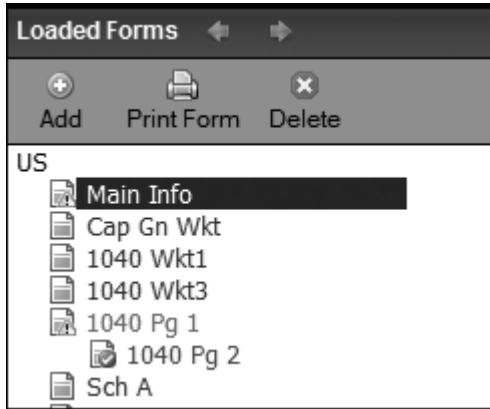 Loaded Forms
Add Print Form Delete
US
Main Info
Cap Gn Wkt
1040 Wkt1
1040 Wkt3
1040 Pg 1
1040 Pg 2
Sch A